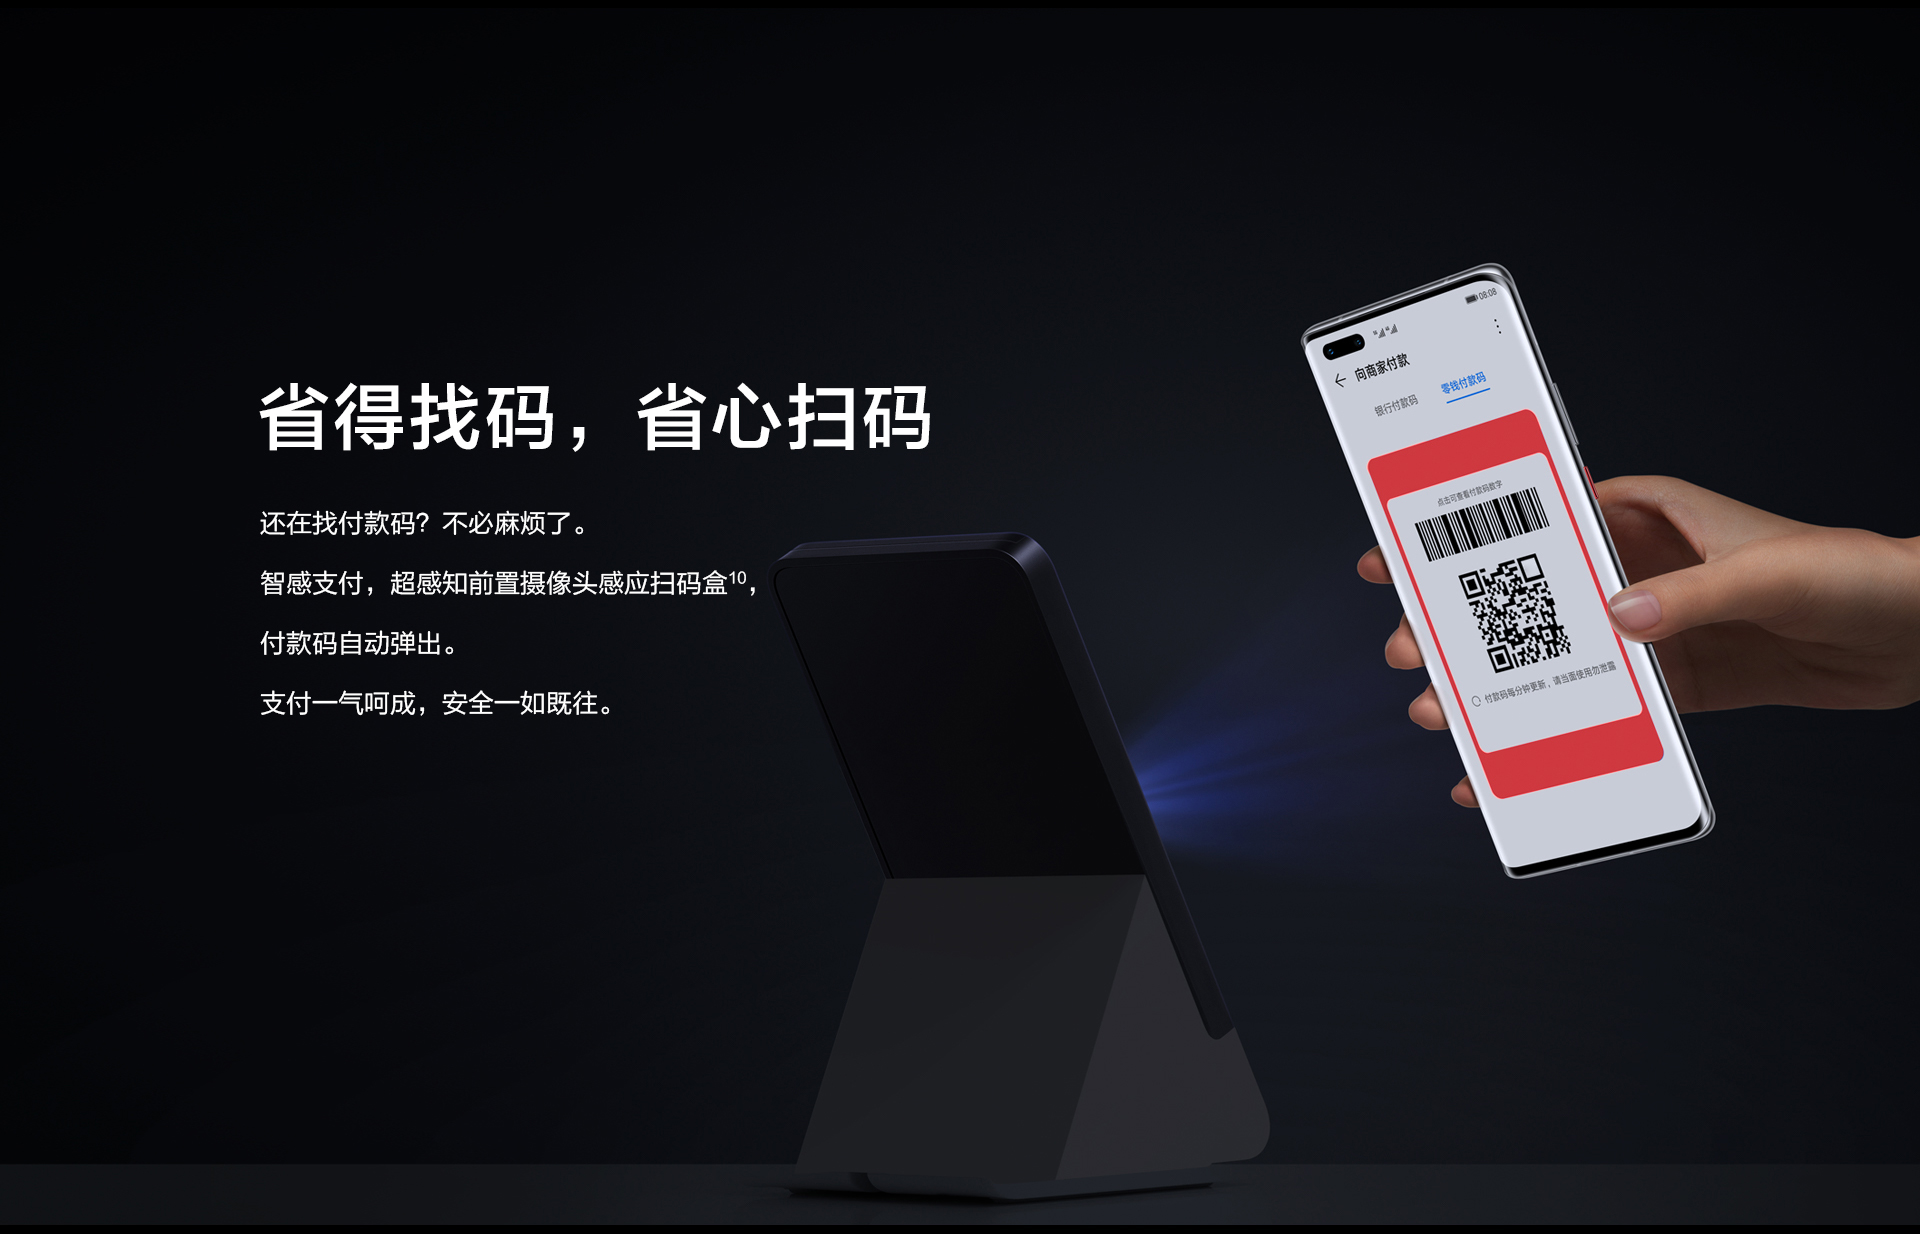 省得找码，省心扫码
还在找付款码？不必麻烦了。
智感支付，超感知前置摄像头感应扫码盒10，
付款码自动弹出。
支付一气呵成，安全一如既往。
08:08
向商家付款
银行付款码 零钱付款码
点击可查看付款码数字
付款码每分钟更新，请当面使用勿泄露